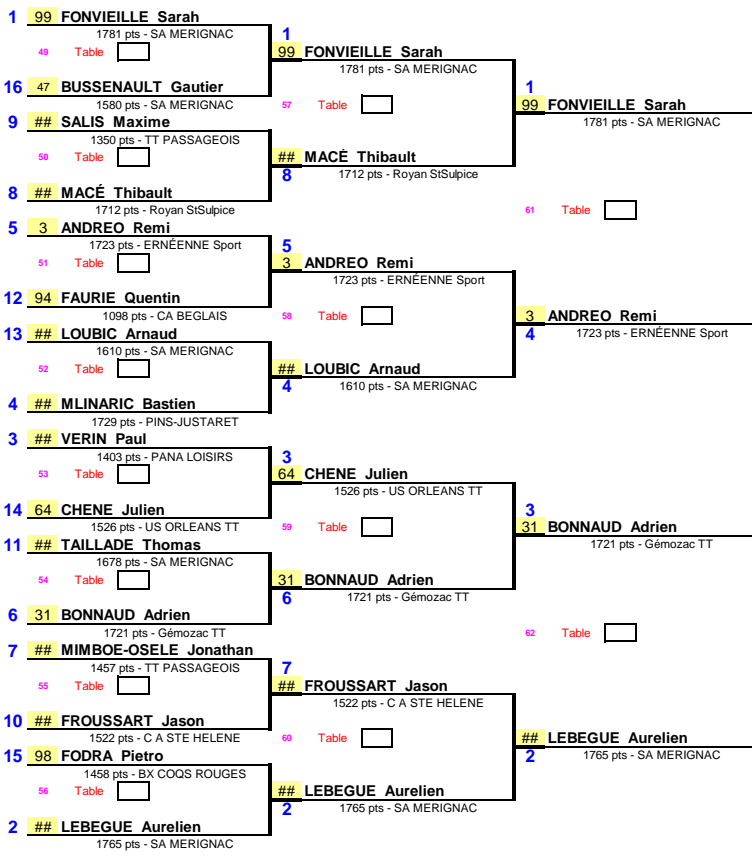 1 99 FONVIEILLE Sarah
1781 pts - SA MERIGNAC
49 Table
16 47 BUSSENAULT Gautier
1580 pts - SA MERIGNAC
9 ## SALIS Maxime
1350 pts - TT PASSAGEOIS
50 Table
8 ## MACÉ Thibault
1712 pts - Royan StSulpice
5 3 ANDREO Remi
1723 pts - ERNÉENNE Sport
51 Table
12 94 FAURIE Quentin
1098 pts - CA BEGLAIS
13 ## LOUBIC Arnaud
1610 pts - SA MERIGNAC
52 Table
4 ## MLINARIC Bastien
1729 pts - PINS-JUSTARET
3 ## VERIN Paul
1403 pts - PANA LOISIRS
53 Table
14 64 CHENE Julien
1526 pts - US ORLEANS TT
11 ## TAILLADE Thomas
1678 pts - SA MERIGNAC
54 Table
6 31 BONNAUD Adrien
1721 pts - Gémozac TT
7 ## MIMBOE-OSELE Jonathan
1457 pts - TT PASSAGEOIS
55 Table
10 ## FROUSSART Jason
1522 pts - C A STE HELENE
15 98 FODRA Pietro
1458 pts - BX COQS ROUGES
56 Table
2 ## LEBEGUE Aurelien
1765 pts - SA MERIGNAC
1
99 FONVIEILLE Sarah
1781 pts - SA MERIGNAC
57 Table
## MACÉ Thibault
8 1712 pts - Royan StSulpice
5
3 ANDREO Remi
1723 pts - ERNÉENNE Sport
58 Table
## LOUBIC Arnaud
4 1610 pts - SA MERIGNAC
3
64 CHENE Julien
1526 pts - US ORLEANS TT
59 Table
31 BONNAUD Adrien
6 1721 pts - Gémozac TT
7
## FROUSSART Jason
1522 pts - C A STE HELENE
60 Table
## LEBEGUE Aurelien
2 1765 pts - SA MERIGNAC
1
99 FONVIEILLE Sarah
1781 pts - SA MERIGNAC
61 Table
3 ANDREO Remi
4 1723 pts - ERNÉENNE Sport
3
31 BONNAUD Adrien
1721 pts - Gémozac TT
62 Table
## LEBEGUE Aurelien
2 1765 pts - SA MERIGNAC